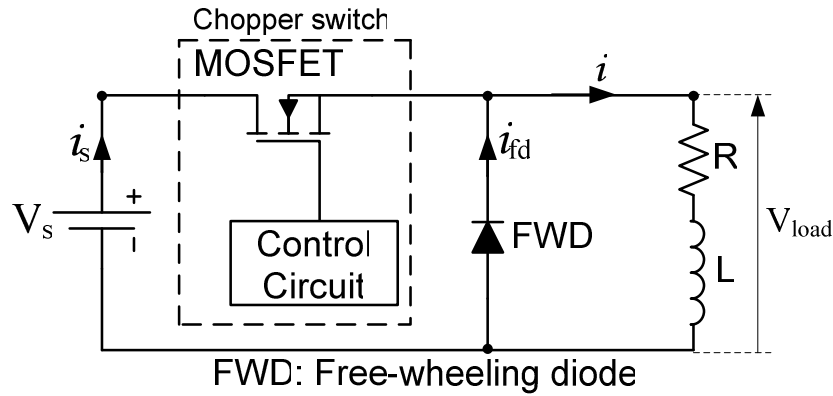 Chopper switch
MOSFET
i
is
ifd
R
Vs
+
Control
Circuit
FWD
Vload
L
FWD: Free-wheeling diode